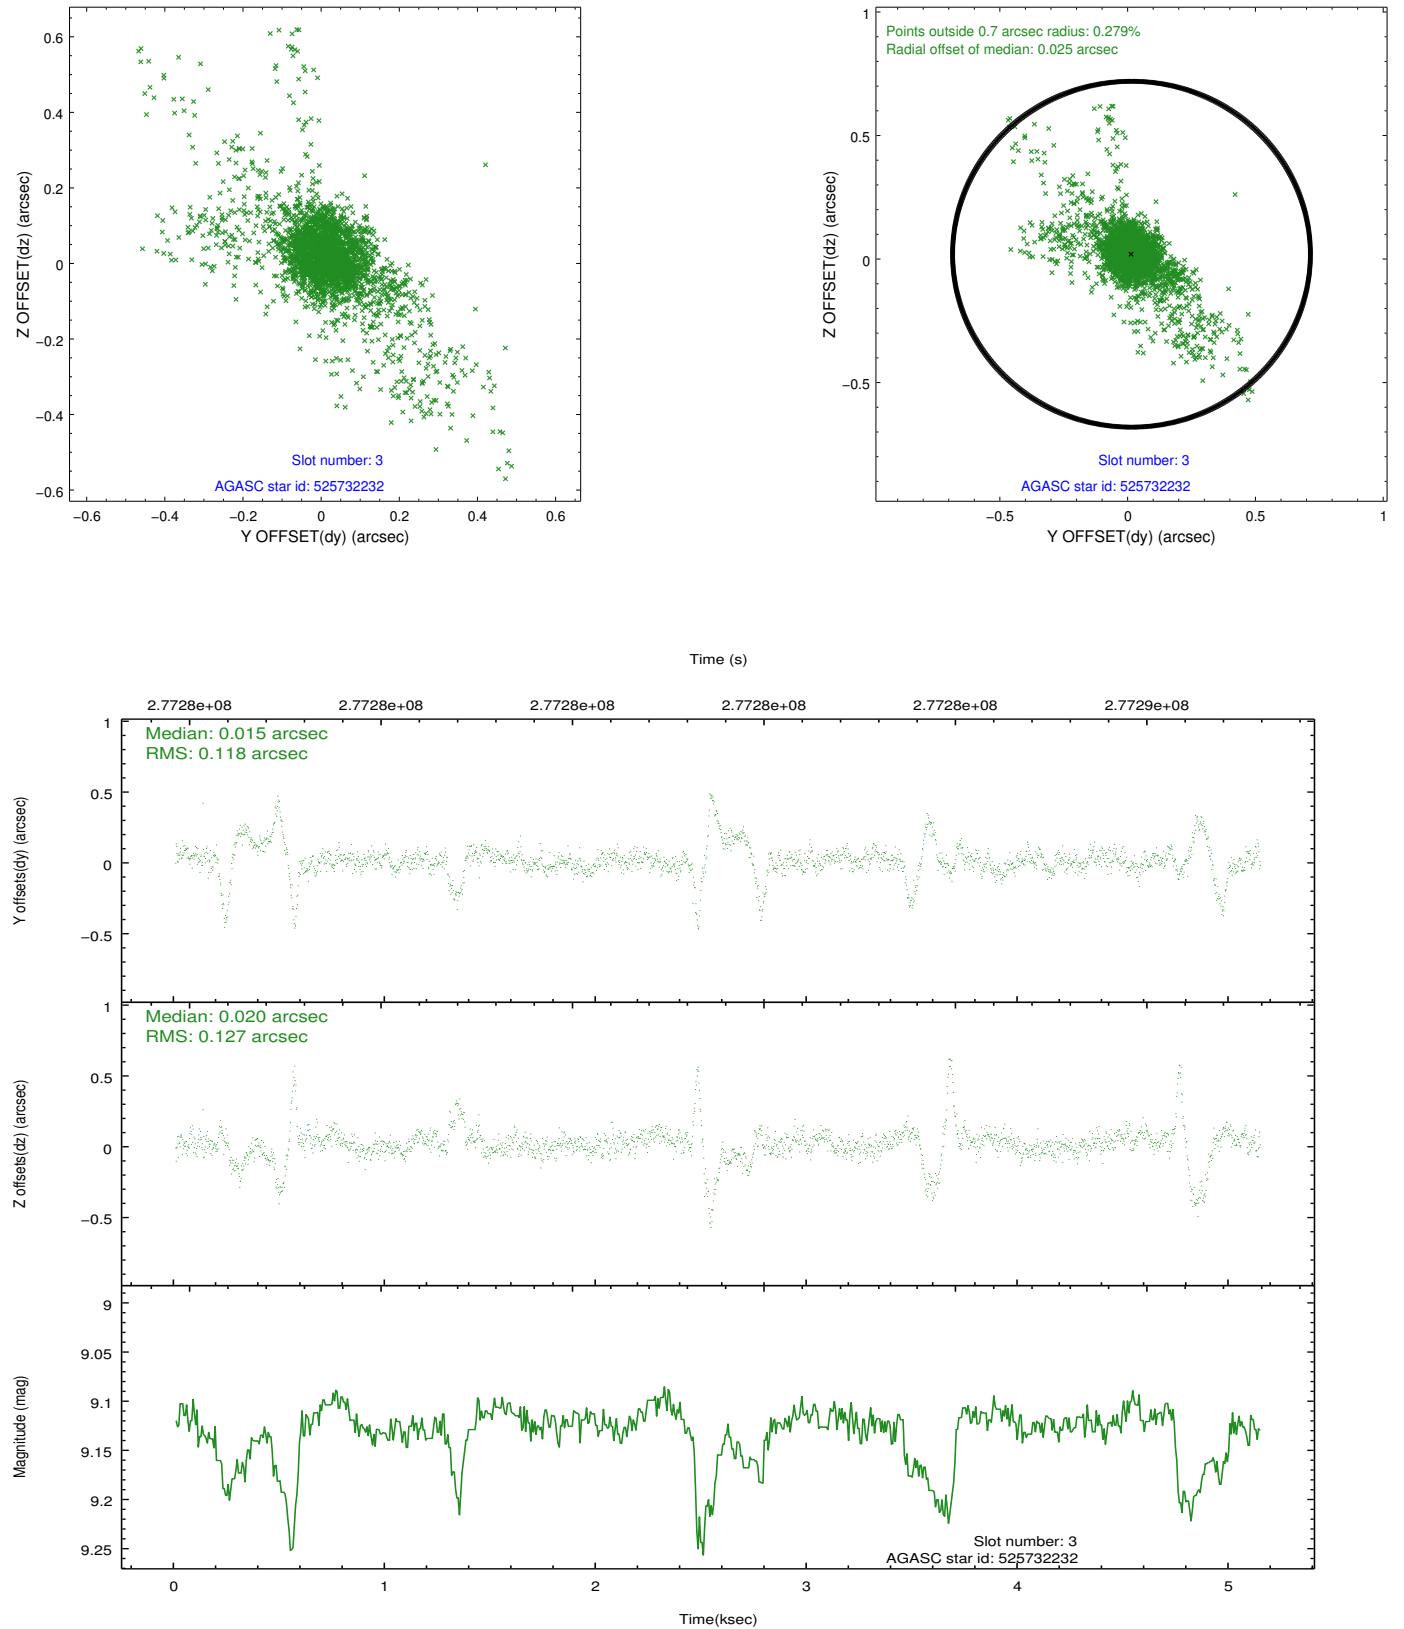 0.6
0.4
0.2
0
−0.2
−0.4
−0.6
Z OFFSET(dz) (arcsec)
Slot number: 3
AGASC star id: 525732232
−0.6 −0.4 −0.2 0 0.2 0.4 0.6
Y OFFSET(dy) (arcsec)
1
0.5
0
−0.5
Z OFFSET(dz) (arcsec)
Points outside 0.7 arcsec radius: 0.279%
Radial offset of median: 0.025 arcsec
Slot number: 3
AGASC star id: 525732232
−0.5 0 0.5 1
Y OFFSET(dy) (arcsec)
Time (s)
2.7728e+08 2.7728e+08 2.7728e+08 2.7728e+08 2.7728e+08 2.7729e+08
1
0.5
0
−0.5
Y offsets(dy) (arcsec)
Median: 0.015 arcsec
RMS: 0.118 arcsec
1
0.5
0
−0.5
Z offsets(dz) (arcsec)
Median: 0.020 arcsec
RMS: 0.127 arcsec
9
9.05
9.1
9.15
9.2
9.25
Magnitude (mag)
Slot number: 3
AGASC star id: 525732232
0 1 2 3 4 5
Time(ksec)